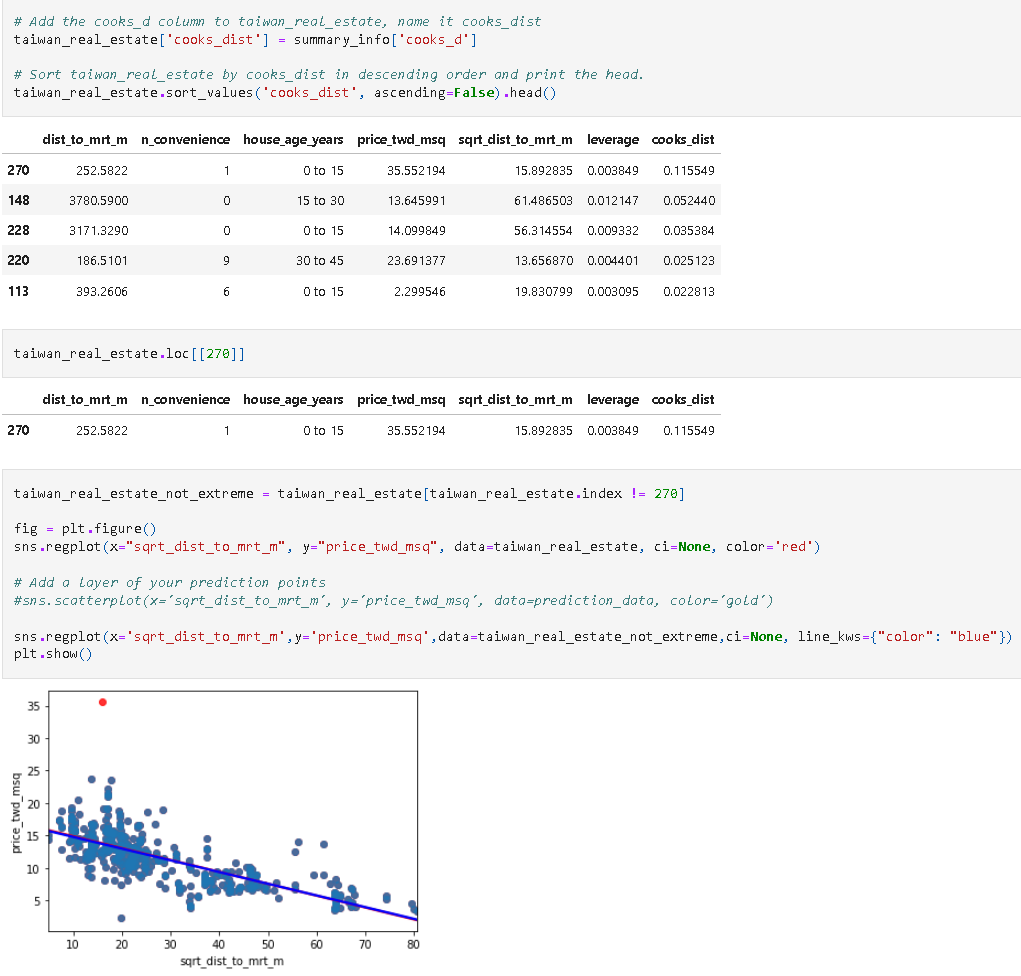 # Add the cooks_d column to taiwan_real_estate, name it cooks_dist
taiwan_real_estate['cooks_dist'] = summary_info['cooks_d']
# Sort taiwan_real_estate by cooks_dist in descending order and print the head.
taiwan_real_estate.sort_values('cooks_dist', ascending=False).head()
dist_to_mrt_m n_convenience house_age_years price_twd_msq sqrt_dist_to_mrt_m leverage cooks_dist
270 252.5822 1 0 to 15 35.552194 15.892835 0.003849 0.115549
148 3780.5900 0 15 to 30 13.645991 61.486503 0.012147 0.052440
228 3171.3290 0 0 to 15 14.099849 56.314554 0.009332 0.035384
220 186.5101 9 30 to 45 23.691377 13.656870 0.004401 0.025123
113 393.2606 6 0 to 15 2.299546 19.830799 0.003095 0.022813
taiwan_real_estate.loc[[270]]
dist_to_mrt_m n_convenience house_age_years price_twd_msq sqrt_dist_to_mrt_m leverage cooks_dist
270 252.5822 1 0 to 15 35.552194 15.892835 0.003849 0.115549
taiwan_real_estate_not_extreme = taiwan_real_estate[taiwan_real_estate.index != 270]
fig = plt.figure()
sns.regplot(x="sqrt_dist_to_mrt_m", y="price_twd_msq", data=taiwan_real_estate, ci=None, color='red')
# Add a layer of your prediction points
#sns.scatterplot(x='sqrt_dist_to_mrt_m', y='price_twd_msq', data=prediction_data, color='gold')
sns.regplot(x='sqrt_dist_to_mrt_m',y='price_twd_msq',data=taiwan_real_estate_not_extreme,ci=None, line_kws={"color": "blue"})
plt.show()
35
30
25
20
15
10
5
price_twd_msq
10 20 30 40 50 60 70 80
sqrt_dist_to_mrt_m